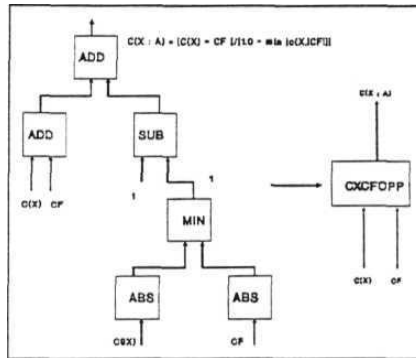 C(X : A) = [C(X) + CF ]/[1.0 - min |c(X,|CF|)]
ADD
C(X : A)
ADD
SUB
CXCFOPP
1
1
C(X) CF
MIN
C(X)
CF
ABS
ABS
C(X)
CF